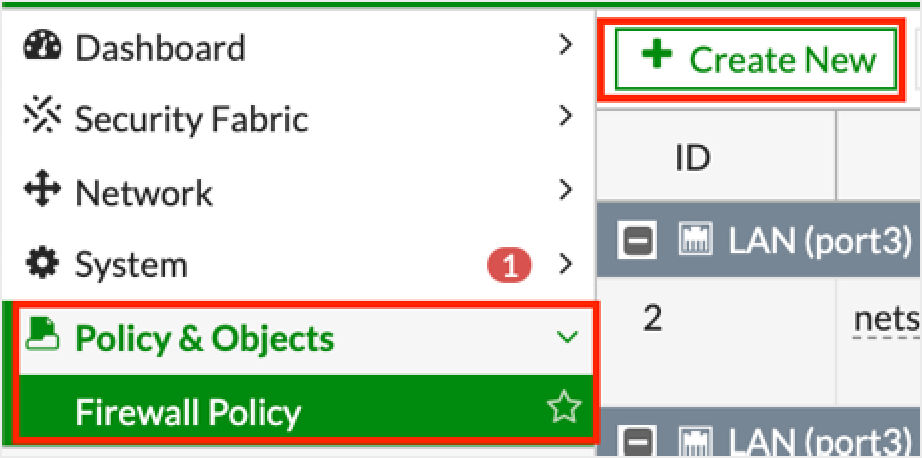 Dashboard
Security Fabric
Network
System 1
Policy & Objects
Firewall Policy
+ Create New
ID
LAN (port3)
2 nets
LAN (port3)